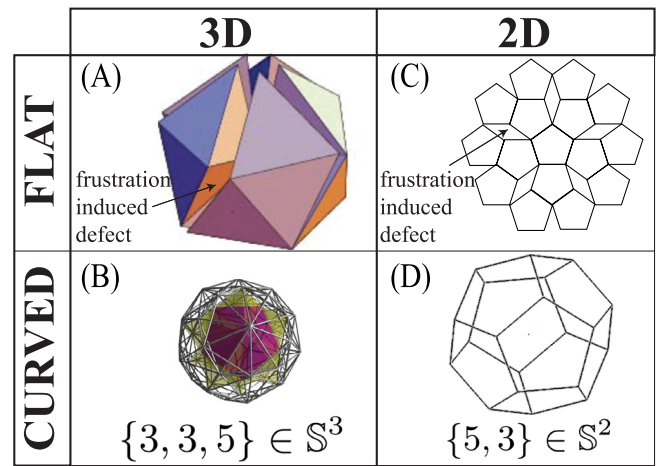 3D
2D
FLAT
(A)
frustration
induced
defect
(C)
frustration
induced
defect
CURVED
(B)
{3, 3, 5} ∈ 𝕊³
(D)
{5, 3} ∈ 𝕊²